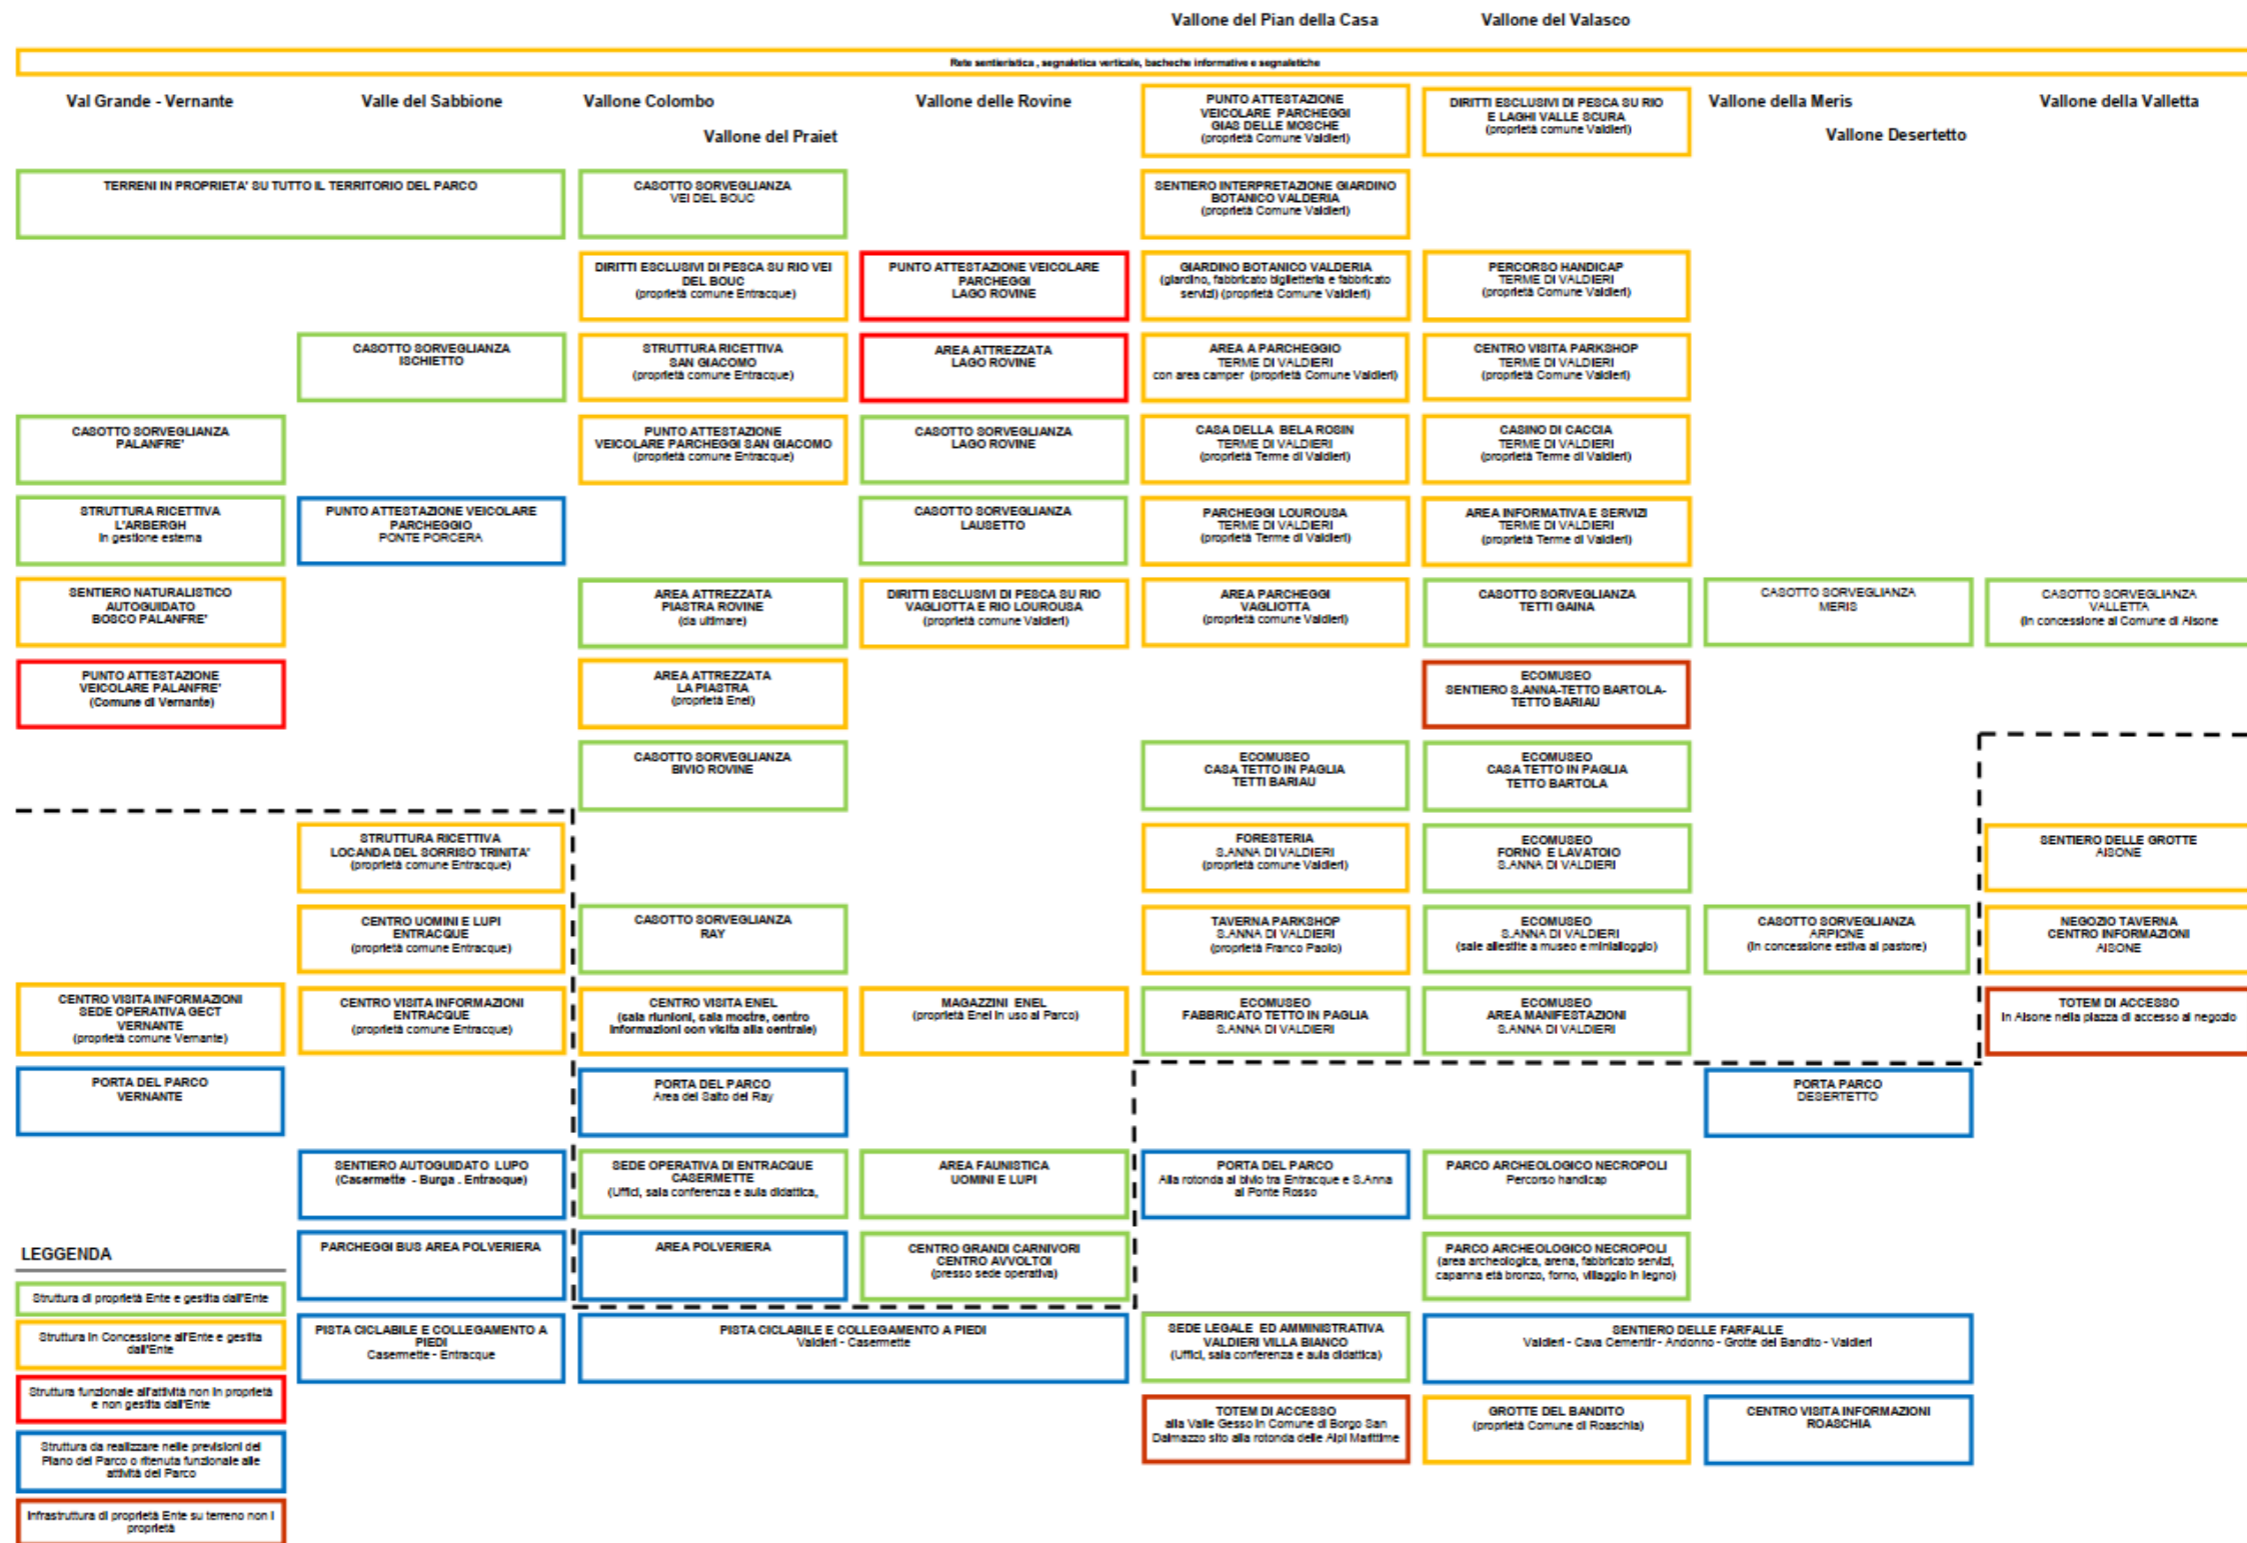 Vallone del Pian della Casa
Vallone del Valasco
Rete sentieristica , segnaletica verticale, bacheche informative e segnaletiche
Val Grande - Vernante
Valle del Sabbione
Vallone Colombo
Vallone del Praiet
Vallone delle Rovine
PUNTO ATTESTAZIONE
VEICOLARE PARCHEGGI
GIAS DELLE MOSCHE
(proprietà Comune Valdieri)
DIRITTI ESCLUSIVI DI PESCA SU RIO
E LAGHI VALLE SCURA
(proprietà comune Valdieri)
Vallone della Meris
Vallone Desertetto
Vallone della Valletta
TERRENI IN PROPRIETA' SU TUTTO IL TERRITORIO DEL PARCO
CASOTTO SORVEGLIANZA
VEI DEL BOUC
SENTIERO INTERPRETAZIONE GIARDINO
BOTANICO VALDERIA
(proprietà Comune Valdieri)
DIRITTI ESCLUSIVI DI PESCA SU RIO VEI
DEL BOUC
(proprietà comune Entracque)
PUNTO ATTESTAZIONE VEICOLARE
PARCHEGGI
LAGO ROVINE
GIARDINO BOTANICO VALDERIA
(giardino, fabbricato biglietteria e fabbricato
servizi) (proprietà Comune Valdieri)
PERCORSO HANDICAP
TERME DI VALDIERI
(proprietà Comune Valdieri)
CASOTTO SORVEGLIANZA
ISCHIETTO
STRUTTURA RICETTIVA
SAN GIACOMO
(proprietà comune Entracque)
AREA ATTREZZATA
LAGO ROVINE
AREA A PARCHEGGIO
TERME DI VALDIERI
con area camper (proprietà Comune Valdieri)
CENTRO VISITA PARKSHOP
TERME DI VALDIERI
(proprietà Comune Valdieri)
CASOTTO SORVEGLIANZA
PALANFRE'
PUNTO ATTESTAZIONE
VEICOLARE PARCHEGGI SAN GIACOMO
(proprietà comune Entracque)
CASOTTO SORVEGLIANZA
LAGO ROVINE
CASA DELLA BELA ROSIN
TERME DI VALDIERI
(proprietà Terme di Valdieri)
CASINO DI CACCIA
TERME DI VALDIERI
(proprietà Terme di Valdieri)
STRUTTURA RICETTIVA
L'ARBERGH
In gestione esterna
PUNTO ATTESTAZIONE VEICOLARE
PARCHEGGIO
PONTE PORCERA
CASOTTO SORVEGLIANZA
LAUSETTO
PARCHEGGI LOUROUSA
TERME DI VALDIERI
(proprietà Terme di Valdieri)
AREA INFORMATIVA E SERVIZI
TERME DI VALDIERI
(proprietà Terme di Valdieri)
SENTIERO NATURALISTICO
AUTOGUIDATO
BOSCO PALANFRE'
AREA ATTREZZATA
PIASTRA ROVINE
(da ultimare)
DIRITTI ESCLUSIVI DI PESCA SU RIO
VAGLIOTTA E RIO LOUROUSA
(proprietà comune Valdieri)
AREA PARCHEGGI
VAGLIOTTA
(proprietà comune Valdieri)
CASOTTO SORVEGLIANZA
TETTI GAINA
CASOTTO SORVEGLIANZA
MERIS
CASOTTO SORVEGLIANZA
VALLETTA
(in concessione al Comune di Aisone
PUNTO ATTESTAZIONE
VEICOLARE PALANFRE'
(Comune di Vernante)
AREA ATTREZZATA
LA PIASTRA
(proprietà Enel)
ECOMUSEO
SENTIERO S.ANNA-TETTO BARTOLA-
TETTO BARIAU
CASOTTO SORVEGLIANZA
BIVIO ROVINE
ECOMUSEO
CASA TETTO IN PAGLIA
TETTI BARIAU
ECOMUSEO
CASA TETTO IN PAGLIA
TETTO BARTOLA
STRUTTURA RICETTIVA
LOCANDA DEL SORRISO TRINITA'
(proprietà comune Entracque)
FORESTERIA
S.ANNA DI VALDIERI
(proprietà comune Valdieri)
ECOMUSEO
FORNO E LAVATOIO
S.ANNA DI VALDIERI
SENTIERO DELLE GROTTE
AISONE
CENTRO UOMINI E LUPI
ENTRACQUE
(proprietà comune Entracque)
CASOTTO SORVEGLIANZA
RAY
TAVERNA PARKSHOP
S.ANNA DI VALDIERI
(proprietà Franco Paolo)
ECOMUSEO
S.ANNA DI VALDIERI
(sale allestite a museo e minialloggio)
CASOTTO SORVEGLIANZA
ARPIONE
(in concessione estiva al pastore)
NEGOZIO TAVERNA
CENTRO INFORMAZIONI
AISONE
CENTRO VISITA INFORMAZIONI
SEDE OPERATIVA GECT
VERNANTE
(proprietà comune Vernante)
CENTRO VISITA INFORMAZIONI
ENTRACQUE
(proprietà comune Entracque)
CENTRO VISITA ENEL
(sala riunioni, sala mostre, centro
informazioni con visita alla centrale)
MAGAZZINI ENEL
(proprietà Enel in uso al Parco)
ECOMUSEO
FABBRICATO TETTO IN PAGLIA
S.ANNA DI VALDIERI
ECOMUSEO
AREA MANIFESTAZIONI
S.ANNA DI VALDIERI
TOTEM DI ACCESSO
In Aisone nella piazza di accesso al negozio
PORTA DEL PARCO
VERNANTE
PORTA DEL PARCO
Area del Salto del Ray
PORTA PARCO
DESERTETTO
SENTIERO AUTOGUIDATO LUPO
(Casermette - Burga . Entracque)
SEDE OPERATIVA DI ENTRACQUE
CASERMETTE
(Uffici, sala conferenza e aula didattica,
AREA FAUNISTICA
UOMINI E LUPI
PORTA DEL PARCO
Alla rotonda al bivio tra Entracque e S.Anna
al Ponte Rosso
PARCO ARCHEOLOGICO NECROPOLI
Percorso handicap
PARCHEGGI BUS AREA POLVERIERA
AREA POLVERIERA
CENTRO GRANDI CARNIVORI
CENTRO AVVOLTOI
(presso sede operativa)
PARCO ARCHEOLOGICO NECROPOLI
(area archeologica, arena, fabbricato servizi,
capanna età bronzo, forno, villaggio in legno)
LEGGENDA
Struttura di proprietà Ente e gestita dall'Ente
Struttura in Concessione all'Ente e gestita
dall'Ente
Struttura funzionale all'attività non in proprietà
e non gestita dall'Ente
Struttura da realizzare nelle previsioni del
Piano del Parco o ritenuta funzionale alle
attività del Parco
Infrastruttura di proprietà Ente su terreno non i
proprietà
PISTA CICLABILE E COLLEGAMENTO A
PIEDI
Casermette - Entracque
PISTA CICLABILE E COLLEGAMENTO A PIEDI
Valdieri - Casermette
SEDE LEGALE ED AMMINISTRATIVA
VALDIERI VILLA BIANCO
(Uffici, sala conferenza e aula didattica)
SENTIERO DELLE FARFALLE
Valdieri - Cava Cementir - Andonno - Grotte del Bandito - Valdieri
TOTEM DI ACCESSO
alla Valle Gesso in Comune di Borgo San
Dalmazzo sito alla rotonda delle Alpi Marittime
GROTTE DEL BANDITO
(proprietà Comune di Roaschia)
CENTRO VISITA INFORMAZIONI
ROASCHIA